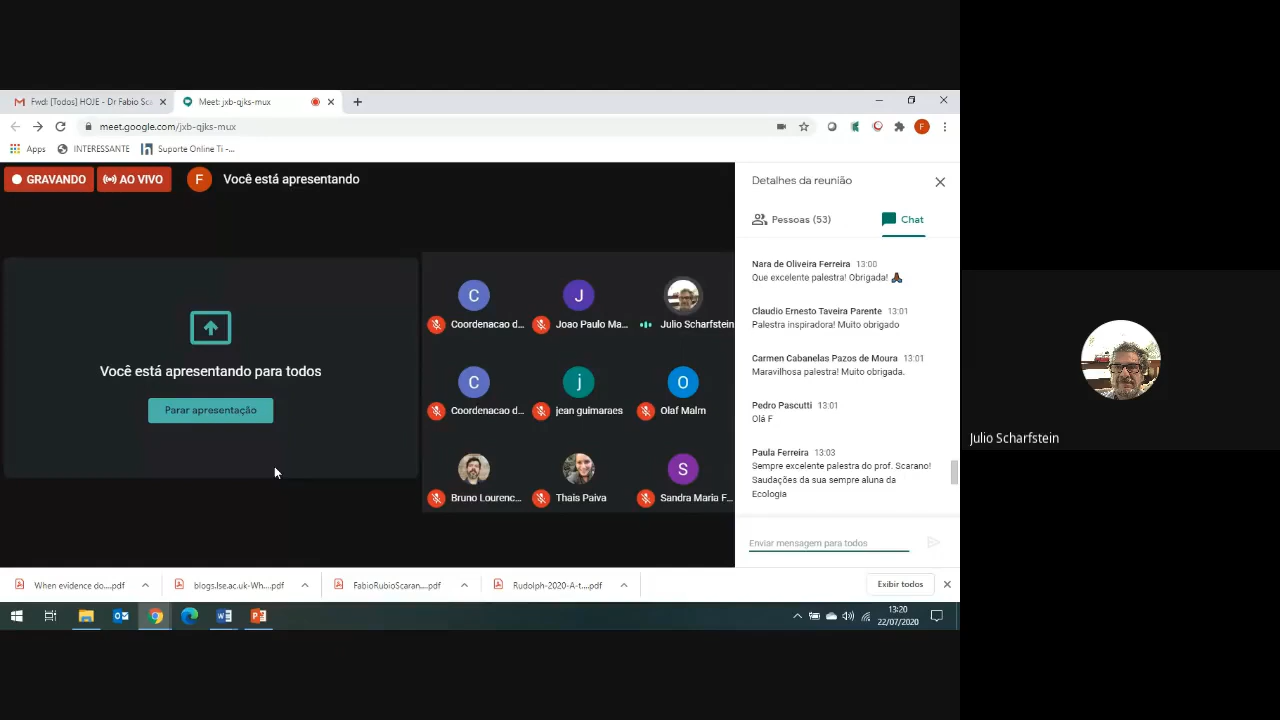 Fwd: [Todos] HOJE - Dr Fabio Sca
Meet: jxb-qjks-mux
meet.google.com/jxb-qjks-mux
F
Apps
INTERESSANTE
Suporte Online Ti -...
GRAVANDO
AO VIVO
F
Você está apresentando
Detalhes da reunião
Pessoas (53)
Chat
Você está apresentando para todos
Parar apresentação
C
Coordenacao d...
J
Joao Paulo Ma...
Julio Scharfstein
C
Coordenacao d...
j
jean guimaraes
O
Olaf Malm
Bruno Lourenc...
Thais Paiva
S
Sandra Maria F...
Nara de Oliveira Ferreira 13:00
Que excelente palestra! Obrigada! 🙏🏿
Claudio Ernesto Taveira Parente 13:01
Palestra inspiradora! Muito obrigado
Carmen Cabanelas Pazos de Moura 13:01
Maravilhosa palestra! Muito obrigada.
Pedro Pascutti 13:01
Olá F
Paula Ferreira 13:03
Sempre excelente palestra do prof. Scarano!
Saudações da sua sempre aluna da
Ecologia
Enviar mensagem para todos
Julio Scharfstein
When evidence do....pdf
blogs.lse.ac.uk-Wh....pdf
FabioRubioScaran....pdf
Rudolph-2020-A-t....pdf
Exibir todos
13:20
22/07/2020